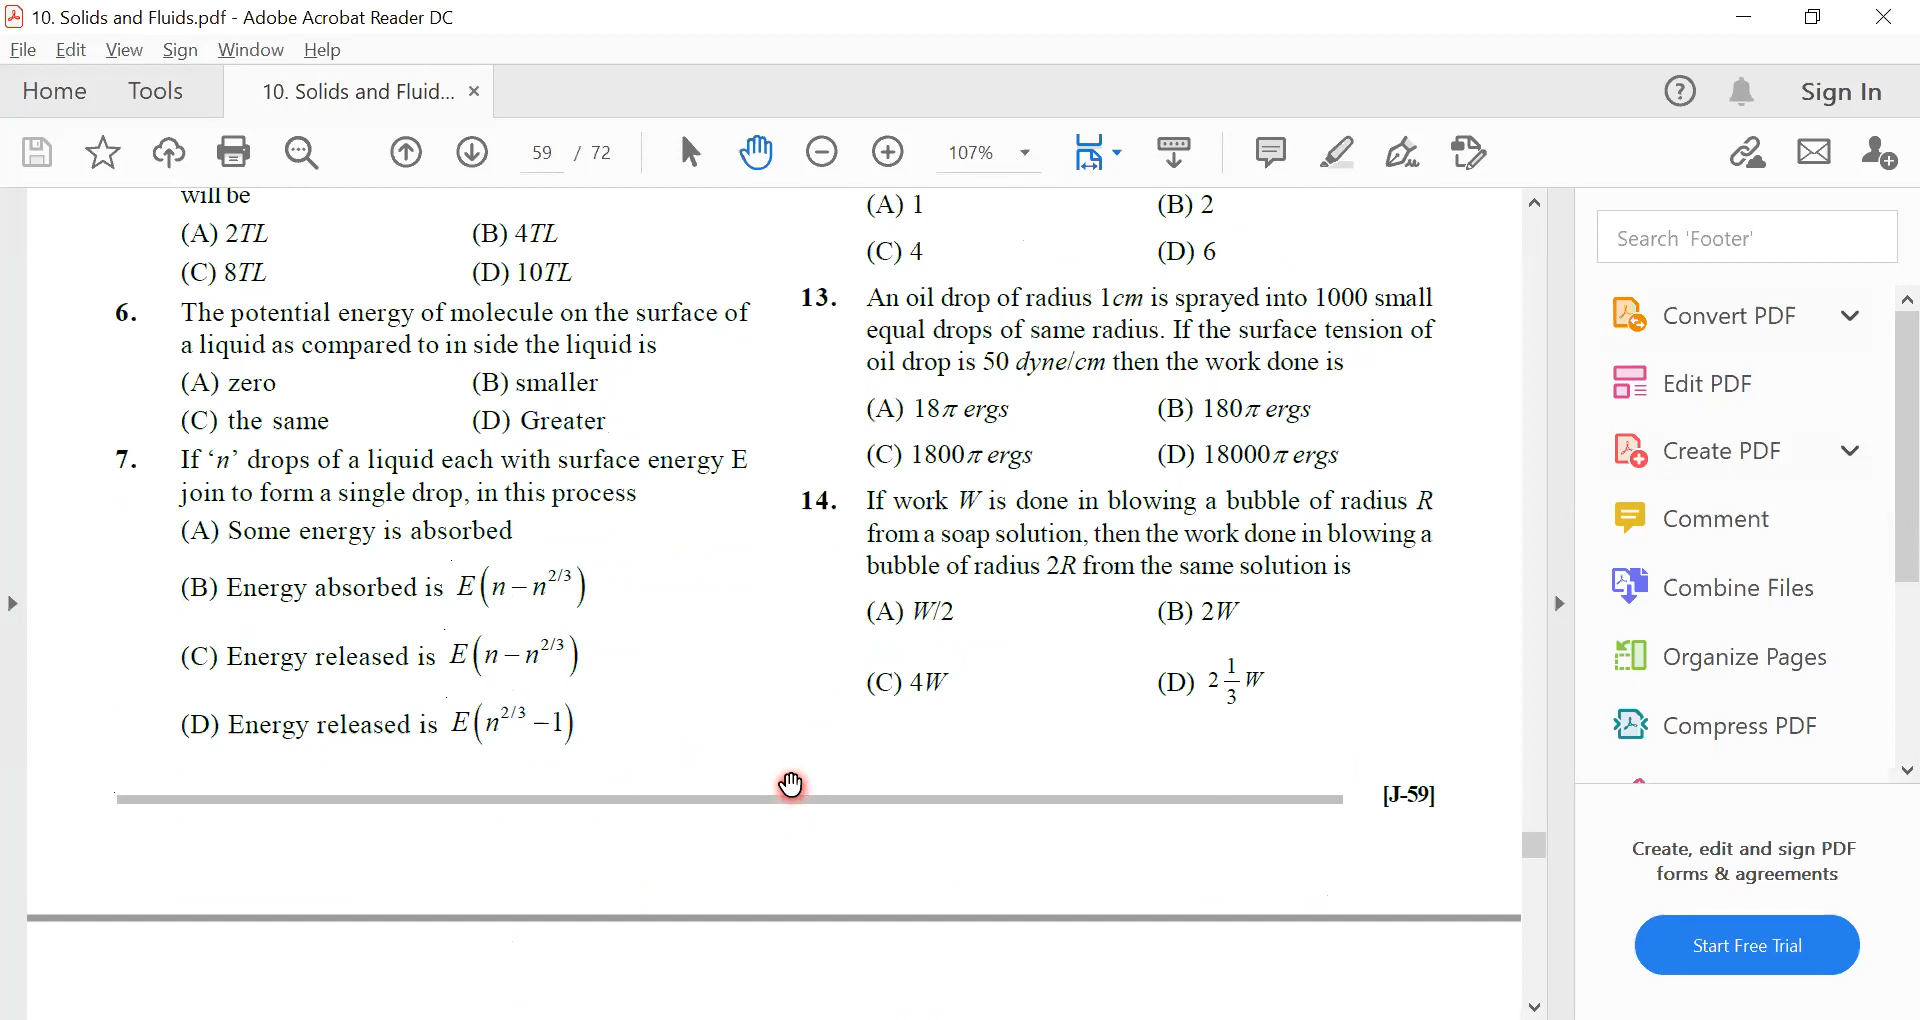 10. Solids and Fluids.pdf - Adobe Acrobat Reader DC
File Edit View Sign Window Help
Home Tools 10. Solids and Fluid... × Sign In
59 / 72 107%
will be
(A) 2TL (B) 4TL
(C) 8TL (D) 10TL
6. The potential energy of molecule on the surface of
a liquid as compared to in side the liquid is
(A) zero (B) smaller
(C) the same (D) Greater
7. If ‘n’ drops of a liquid each with surface energy E
join to form a single drop, in this process
(A) Some energy is absorbed
(B) Energy absorbed is E(n – n^{2/3})
(C) Energy released is E(n – n^{2/3})
(D) Energy released is E(n^{2/3} – 1)
(A) 1 (B) 2
(C) 4 (D) 6
13. An oil drop of radius 1cm is sprayed into 1000 small
equal drops of same radius. If the surface tension of
oil drop is 50 dyne/cm then the work done is
(A) 18π ergs (B) 180π ergs
(C) 1800π ergs (D) 18000π ergs
14. If work W is done in blowing a bubble of radius R
from a soap solution, then the work done in blowing a
bubble of radius 2R from the same solution is
(A) W/2 (B) 2W
(C) 4W (D) 2 1/3 W
[J-59]
Search 'Footer'
Convert PDF
Edit PDF
Create PDF
Comment
Combine Files
Organize Pages
Compress PDF
Create, edit and sign PDF
forms & agreements
Start Free Trial